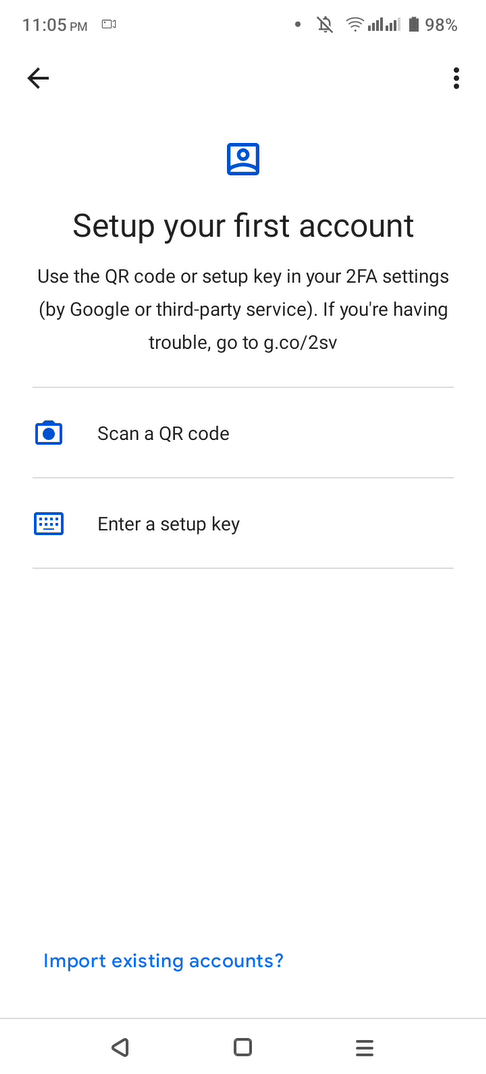 11:05 PM
98%
Setup your first account
Use the QR code or setup key in your 2FA settings
(by Google or third-party service). If you're having
trouble, go to g.co/2sv
Scan a QR code
Enter a setup key
Import existing accounts?